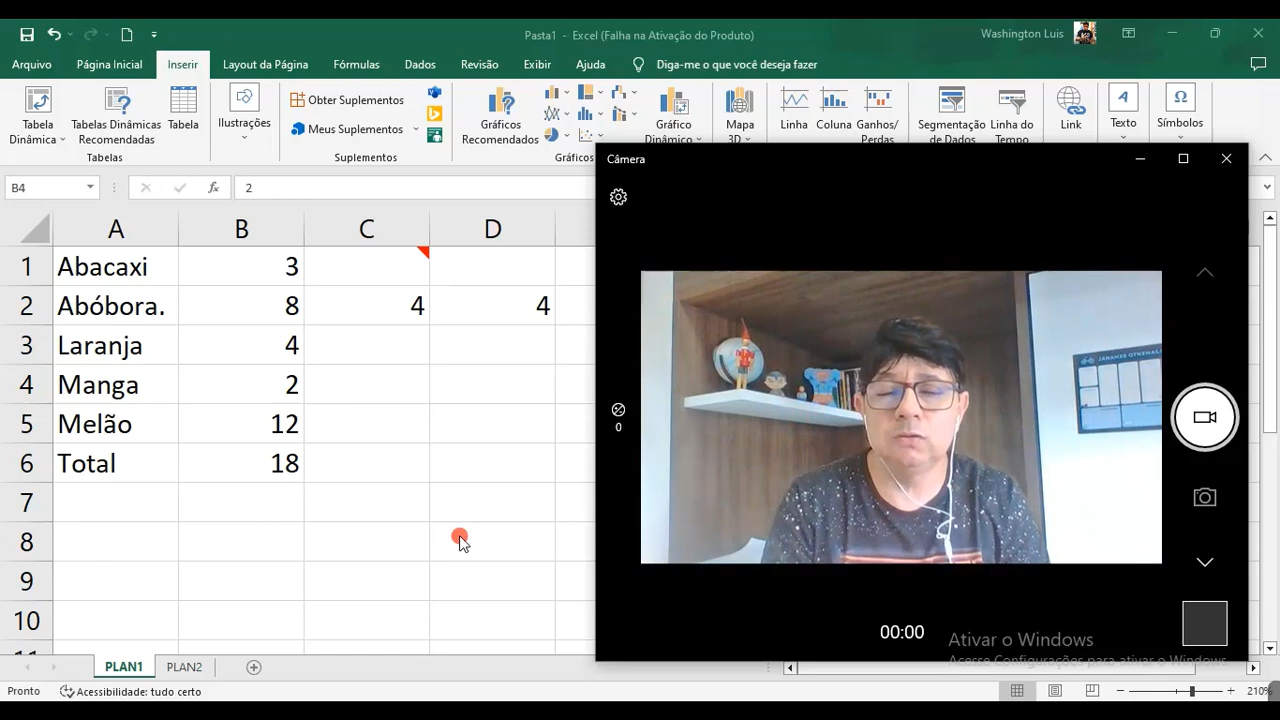 Pasta1 - Excel (Falha na Ativação do Produto)
Washington Luis
Arquivo Página Inicial Inserir Layout da Página Fórmulas Dados Revisão Exibir Ajuda Diga-me o que você deseja fazer
Tabela Dinâmica
Tabelas Dinâmicas Recomendadas
Tabela
Tabelas
Ilustrações
Obter Suplementos
Meus Suplementos
Suplementos
Gráficos Recomendados
Gráfico Dinâmico
Gráficos
Mapa 3D
Linha
Coluna
Ganhos/ Perdas
Segmentação de Dados
Linha do Tempo
Link
Texto
Símbolos
B4 fx 2
A B C D
1 Abacaxi 3
2 Abóbora. 8 4 4
3 Laranja 4
4 Manga 2
5 Melão 12
6 Total 18
7
8
9
10
11
Câmera
0
00:00
Ativar o Windows
Acesse Configurações para ativar o Windows.
PLAN1 PLAN2
Pronto Acessibilidade: tudo certo 210%